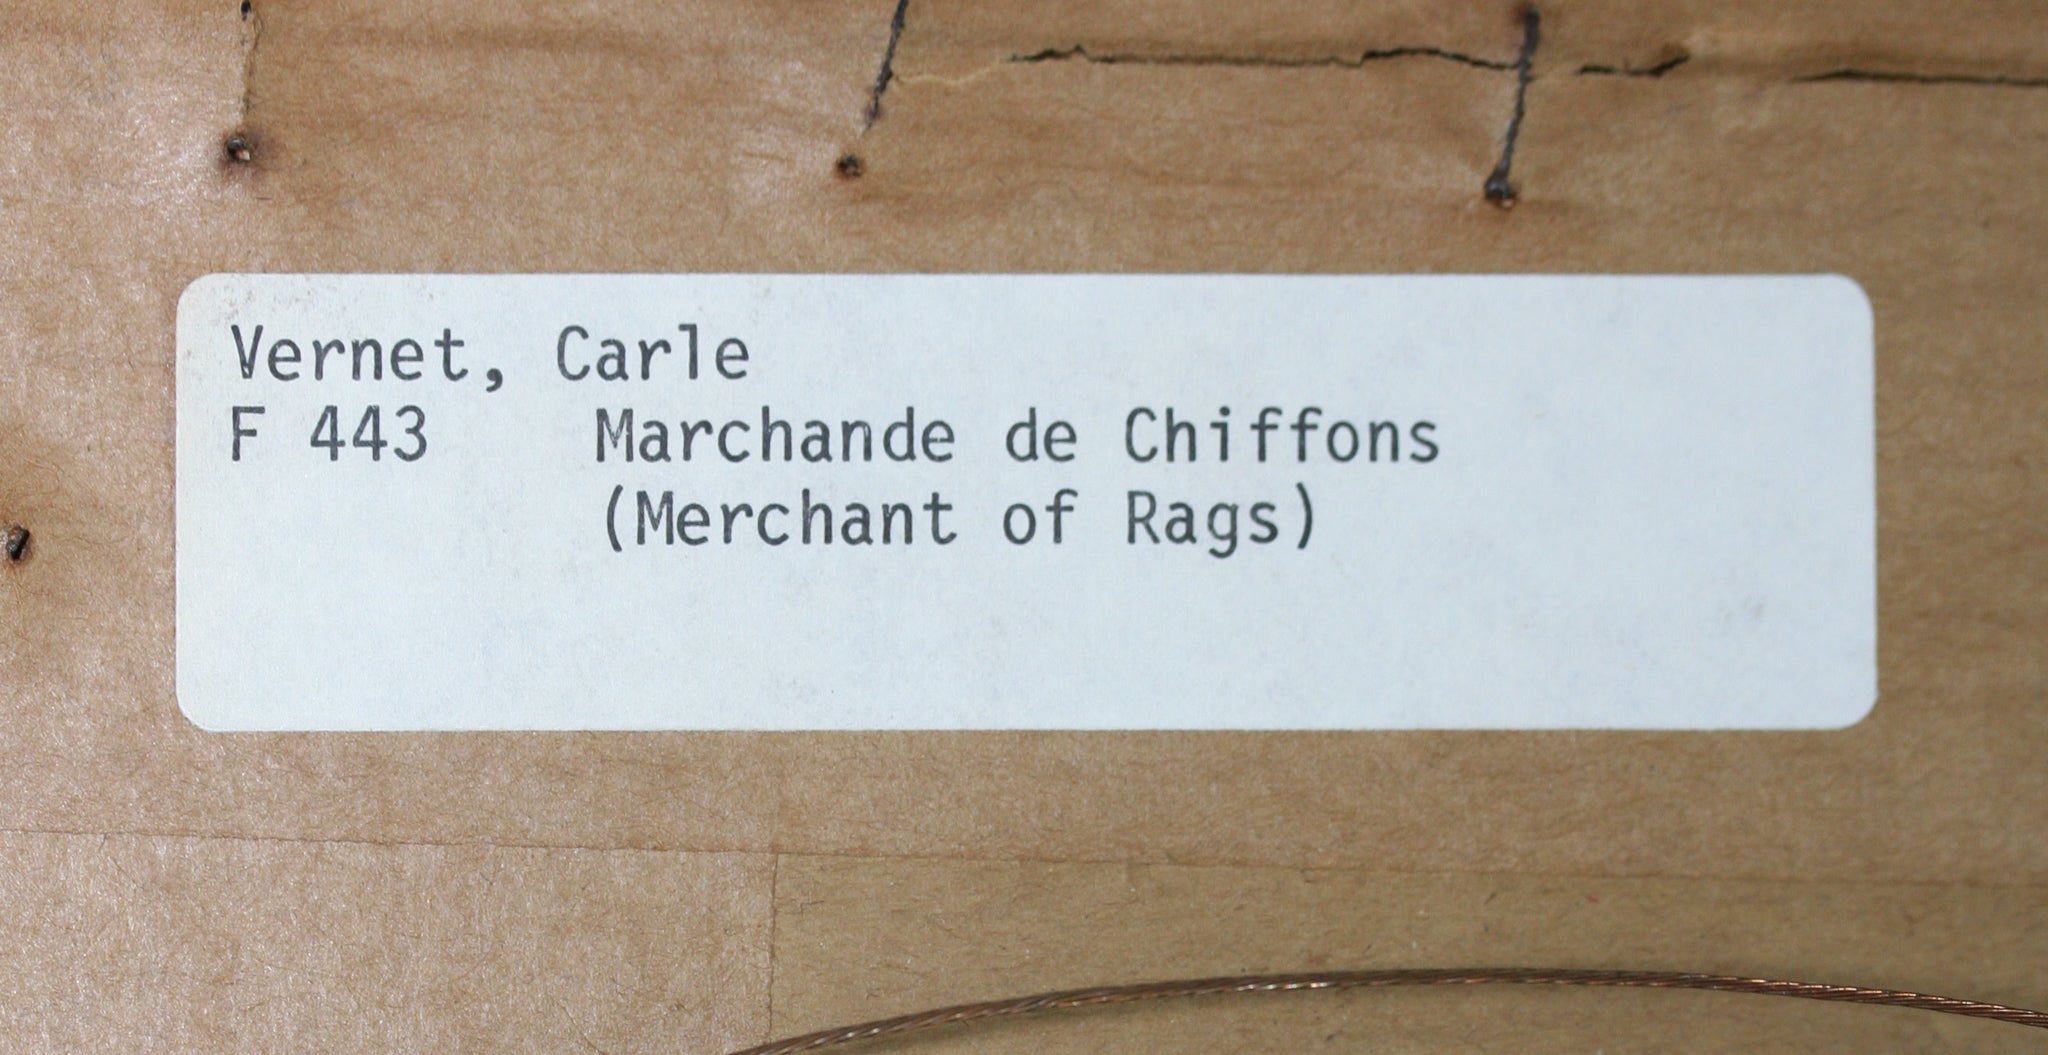 Vernet, Carle
F 443 Marchande de Chiffons
(Merchant of Rags)